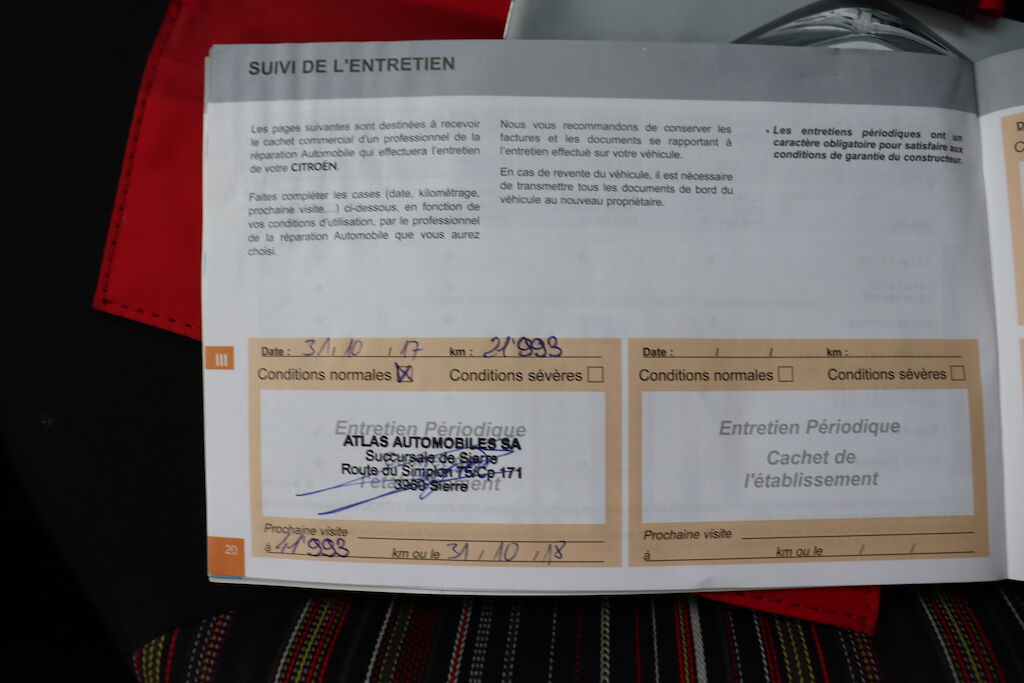 SUIVI DE L'ENTRETIEN
Les pages suivantes sont destinées à recevoir
le cachet commercial d'un professionnel de la
réparation Automobile qui effectuera l'entretien
de votre CITROËN.
Faites compléter les cases (date, kilométrage,
prochaine visite,...) ci-dessous, en fonction de
vos conditions d'utilisation, par le professionnel
de la réparation Automobile que vous aurez
choisi.
Nous vous recommandons de conserver les
factures et les documents se rapportant à
l'entretien effectué sur votre véhicule.
En cas de revente du véhicule, il est nécessaire
de transmettre tous les documents de bord du
véhicule au nouveau propriétaire.
• Les entretiens périodiques ont un
caractère obligatoire pour satisfaire aux
conditions de garantie du constructeur.
III
Date : 31 / 10 / 17 km : 21'993
Conditions normales Conditions sévères
Entretien Périodique
ATLAS AUTOMOBILES SA
Succursale de Sierre
Route du Simplon 75/Cp 171
3960 Sierre
Prochaine visite
à 41'993 km ou le 31 / 10 / 18
Date : / / km :
Conditions normales Conditions sévères
Entretien Périodique
Cachet de
l'établissement
Prochaine visite
à km ou le / /
20